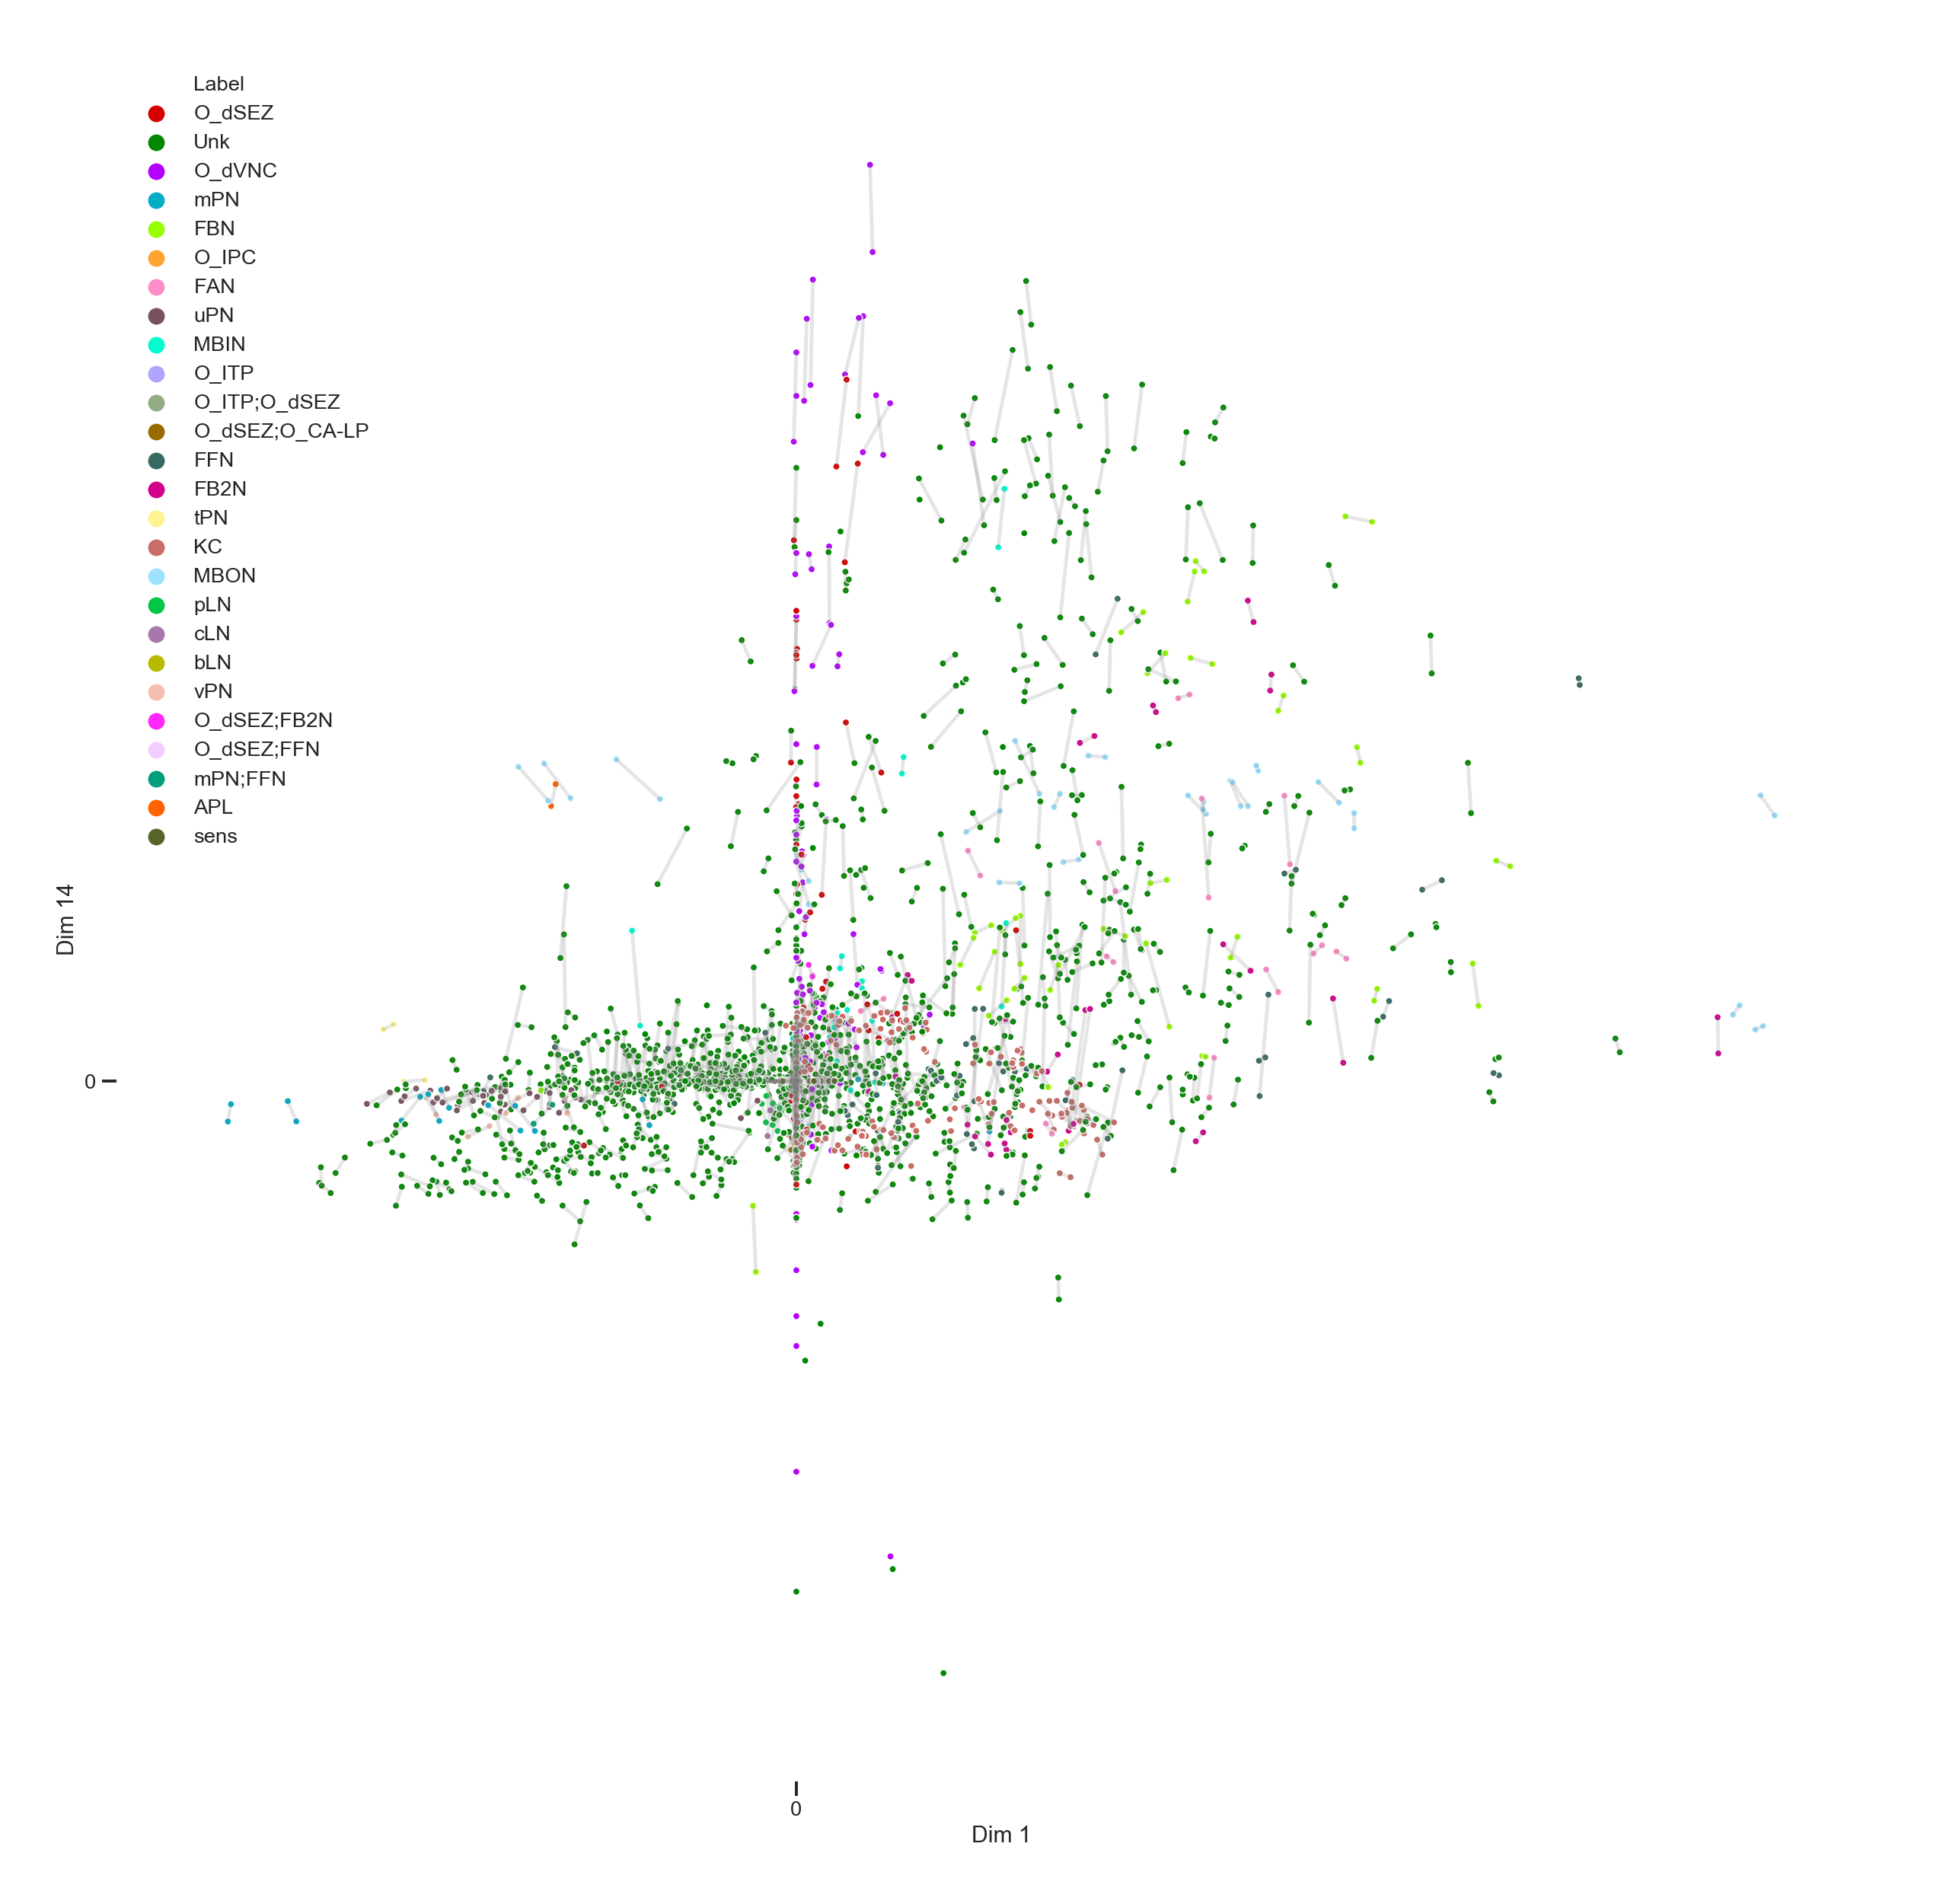 Label
O_dSEZ
Unk
O_dVNC
mPN
FBN
O_IPC
FAN
uPN
MBIN
O_ITP
O_ITP;O_dSEZ
O_dSEZ;O_CA-LP
FFN
FB2N
tPN
KC
MBON
pLN
cLN
bLN
vPN
O_dSEZ;FB2N
O_dSEZ;FFN
mPN;FFN
APL
sens
Dim 14
0
0
Dim 1